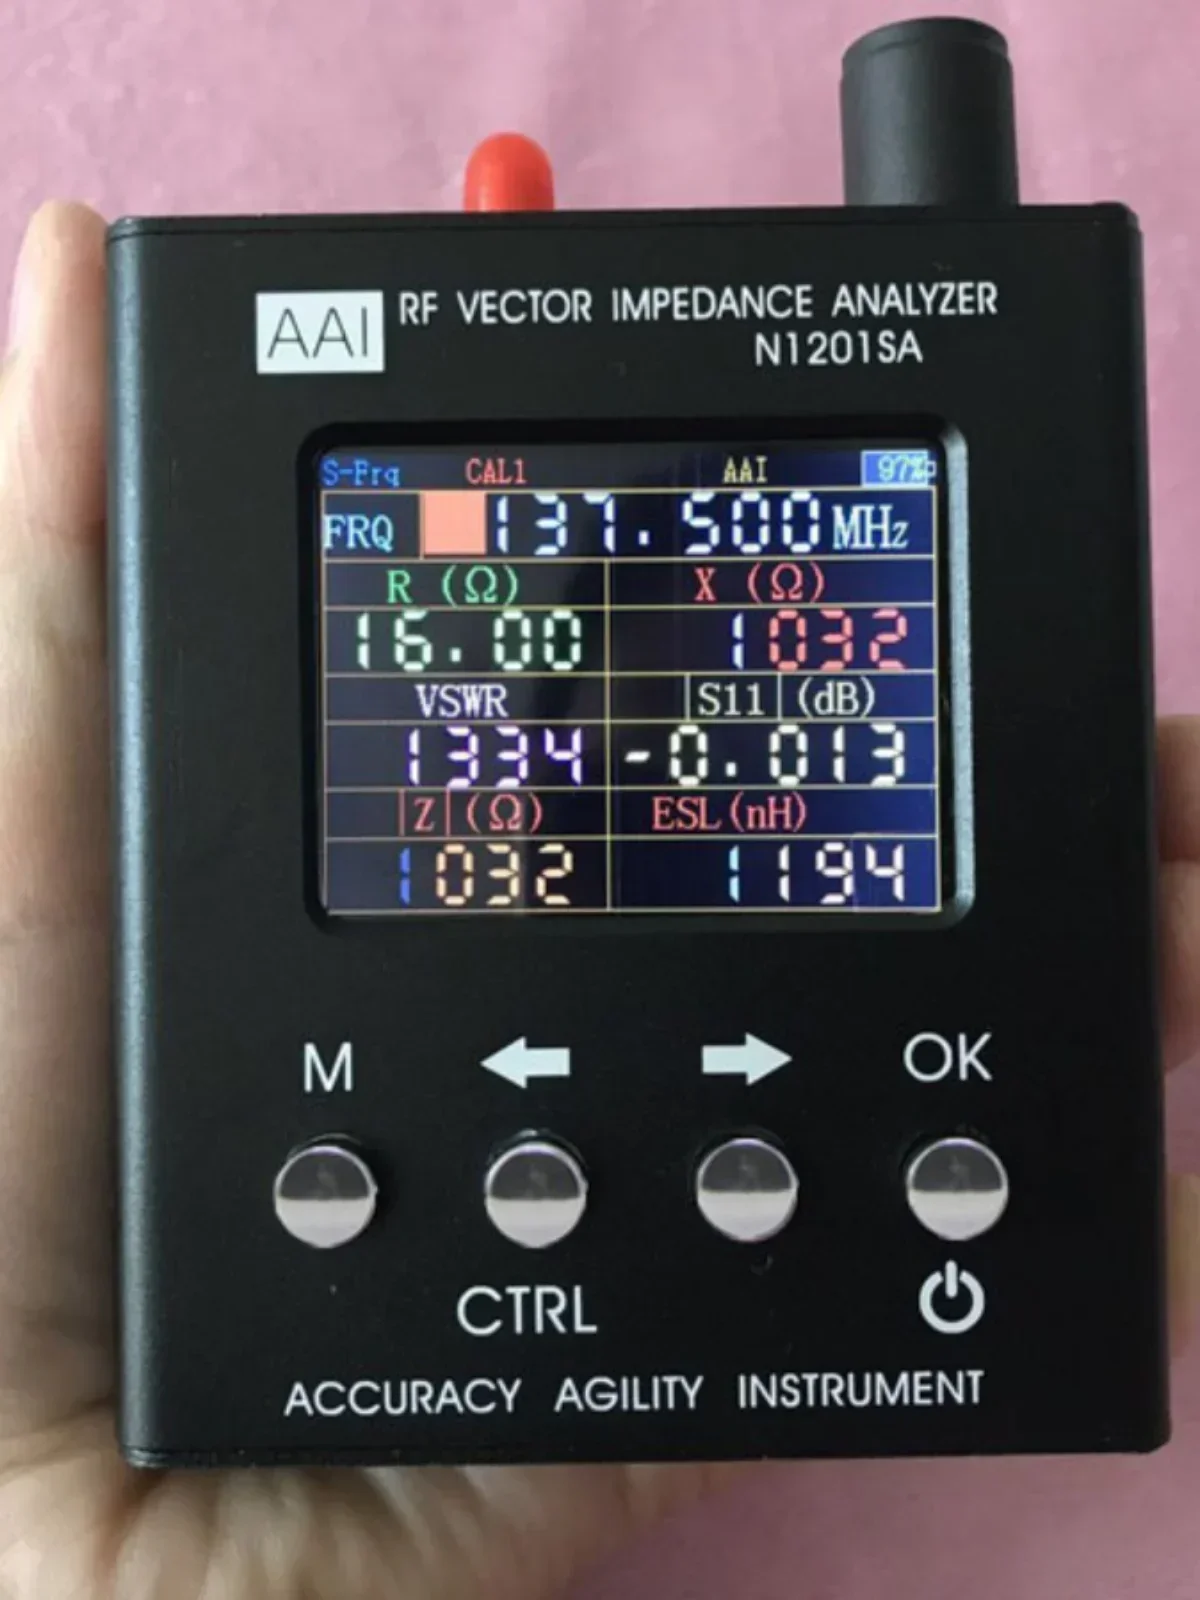 AAI RF VECTOR IMPEDANCE ANALYZER
N1201SA
S-Frq CAL1 AAI 97%
FRQ 137.500 MHz
R (Ω) X (Ω)
16.00 1032
VSWR |S11| (dB)
1334 -0.013
|Z| (Ω) ESL(nH)
1032 1194
M OK
CTRL
ACCURACY AGILITY INSTRUMENT